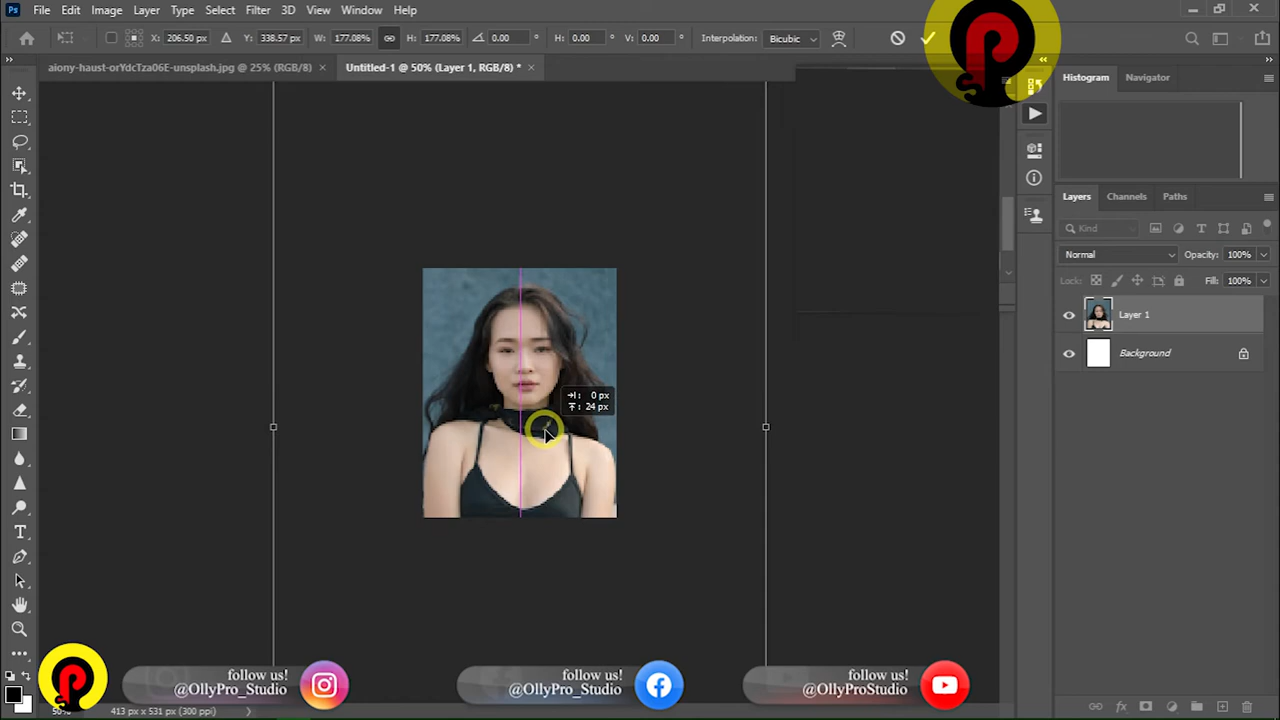 Ps File Edit Image Layer Type Select Filter 3D View Window Help
X: 206.50 px Y: 338.57 px W: 177.08% H: 177.08% 0.00 ° H: 0.00 ° V: 0.00 ° Interpolation: Bicubic
aiony-haust-orYdcTza06E-unsplash.jpg @ 25% (RGB/8) × Untitled-1 @ 50% (Layer 1, RGB/8) * ×
Histogram Navigator
Layers Channels Paths
Kind
Normal Opacity: 100%
Lock: Fill: 100%
Layer 1
Background
0 px
24 px
follow us!
@OllyPro_Studio
follow us!
@OllyPro_Studio
follow us!
@OllyProStudio
50% 413 px x 531 px (300 ppi)